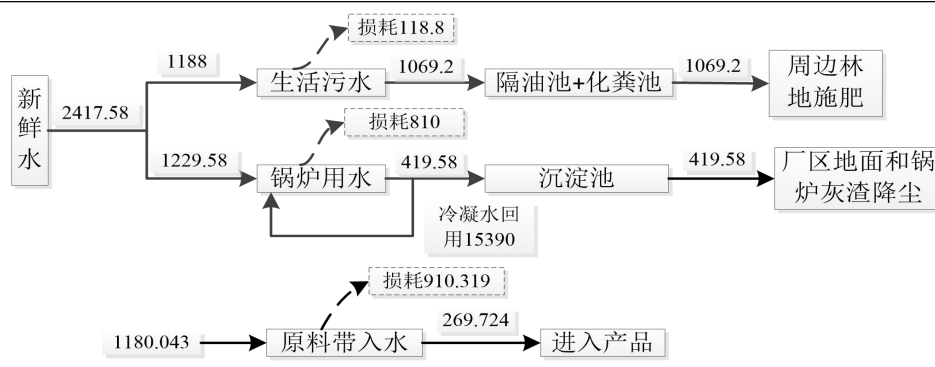 损耗118.8
1188
生活污水
1069.2
隔油池+化粪池
1069.2
周边林
地施肥
新
鲜
水
2417.58
损耗810
1229.58
锅炉用水
419.58
沉淀池
419.58
厂区地面和锅
炉灰渣降尘
冷凝水回
用15390
损耗910.319
1180.043
原料带入水
269.724
进入产品